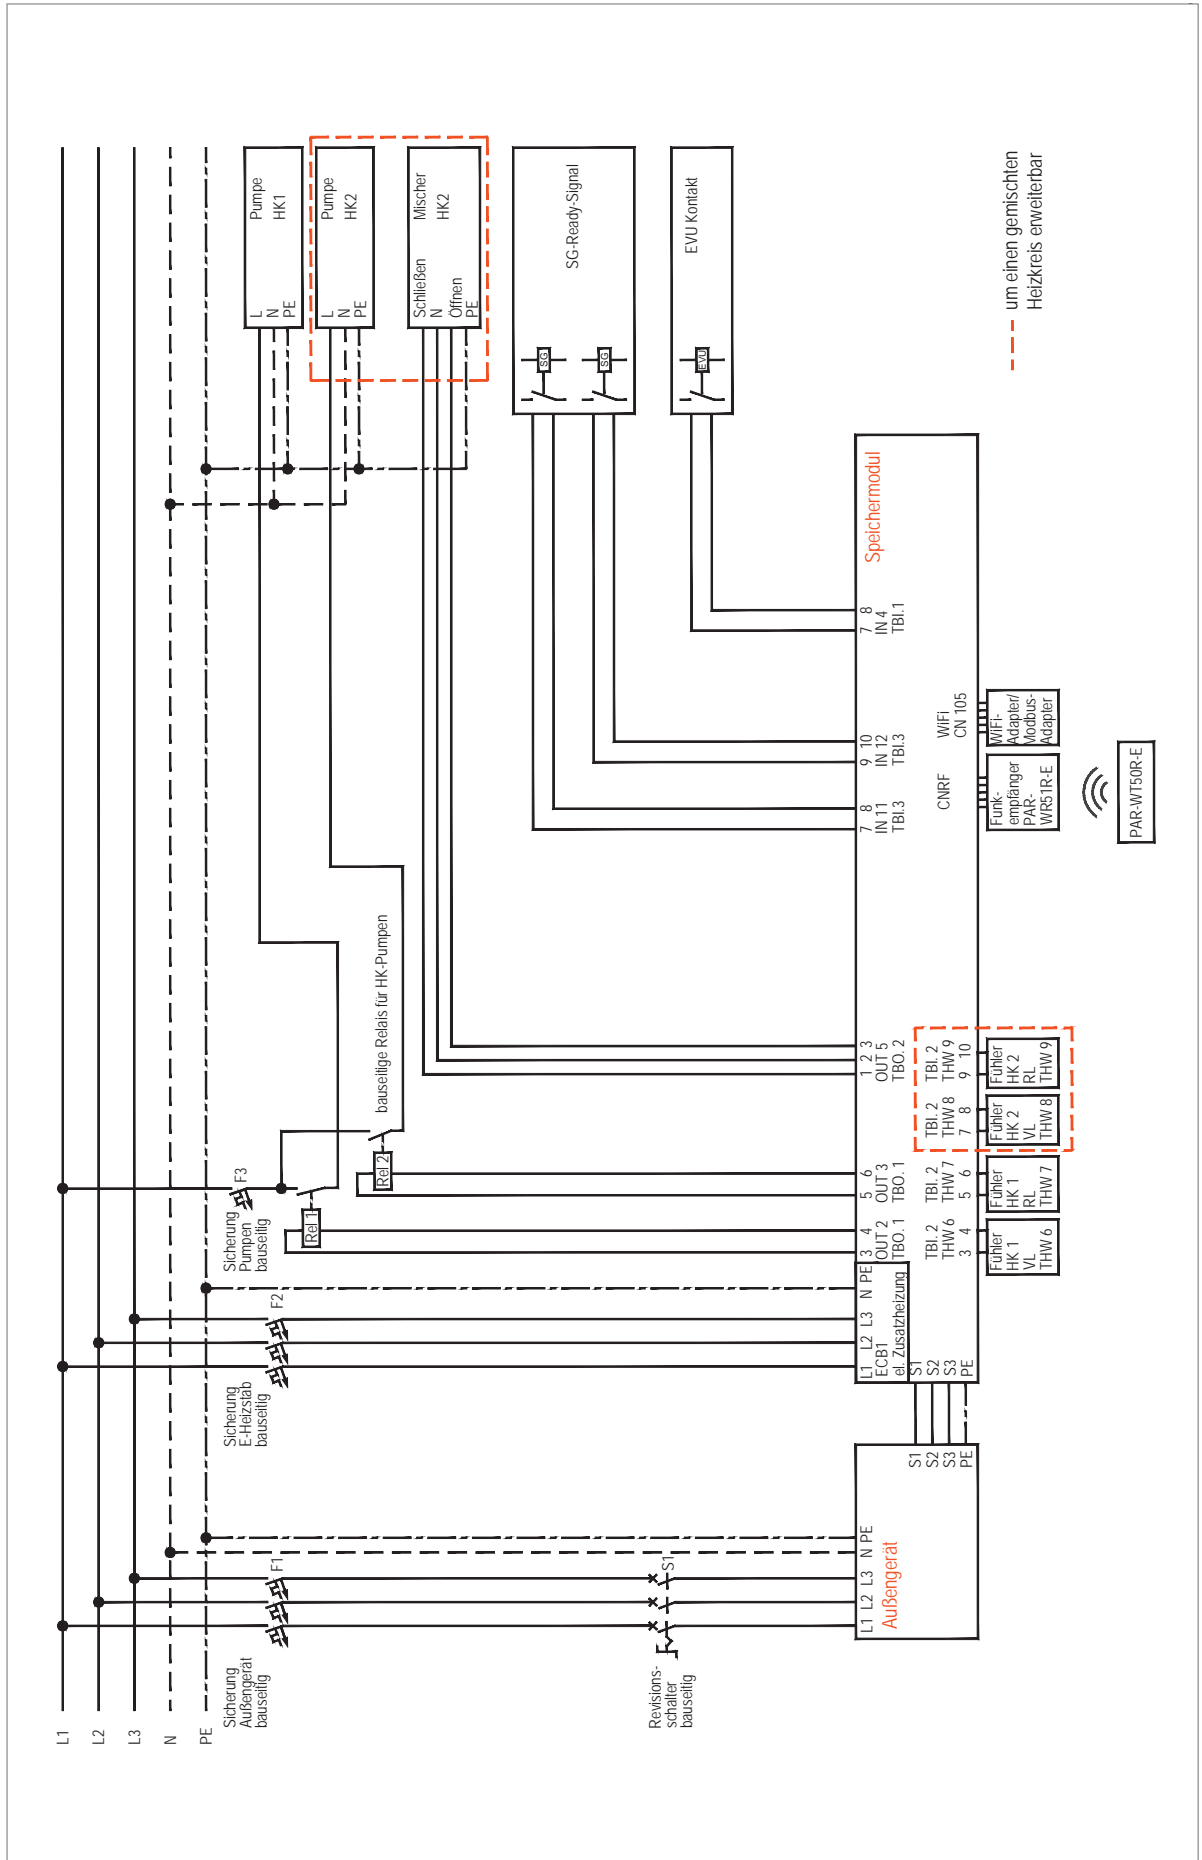 L1
L2
L3
N
PE
Sicherung
Außengerät
bauseitig
F1
Sicherung
E-Heizstab
bauseitig
F2
Sicherung
Pumpen
bauseitig
F3
Rel 1
Rel 2
bauseitige Relais für HK-Pumpen
Pumpe
HK1
L
N
PE
Pumpe
HK2
L
N
PE
Mischer
HK2
Schließen
N
Öffnen
PE
SG-Ready-Signal
SG
SG
EVU Kontakt
EVU
um einen gemischten
Heizkreis erweiterbar
Revisions-
schalter
bauseitig
S1
L1 L2 L3 N PE
Außengerät
S1
S2
S3
PE
L1 L2 L3 N PE
ECB1
el. Zusatzheizung
S1
S2
S3
PE
3 4
OUT 2
TBO. 1
5 6
OUT 3
TBO. 1
1 2 3
OUT 5
TBO. 2
7 8
IN 11
TBI.3
9 10
IN 12
TBI.3
7 8
IN 4
TBI.1
Speichermodul
TBI. 2
THW 6
3 4
TBI. 2
THW 7
5 6
TBI. 2
THW 8
7 8
TBI. 2
THW 9
9 10
CNRF
WiFi
CN 105
Fühler
HK 1
VL
THW 6
Fühler
HK 1
RL
THW 7
Fühler
HK 2
VL
THW 8
Fühler
HK 2
RL
THW 9
Funk-
empfänger
PAR-
WR51R-E
WiFi-
Adapter/
Modbus-
Adapter
PAR-WT50R-E